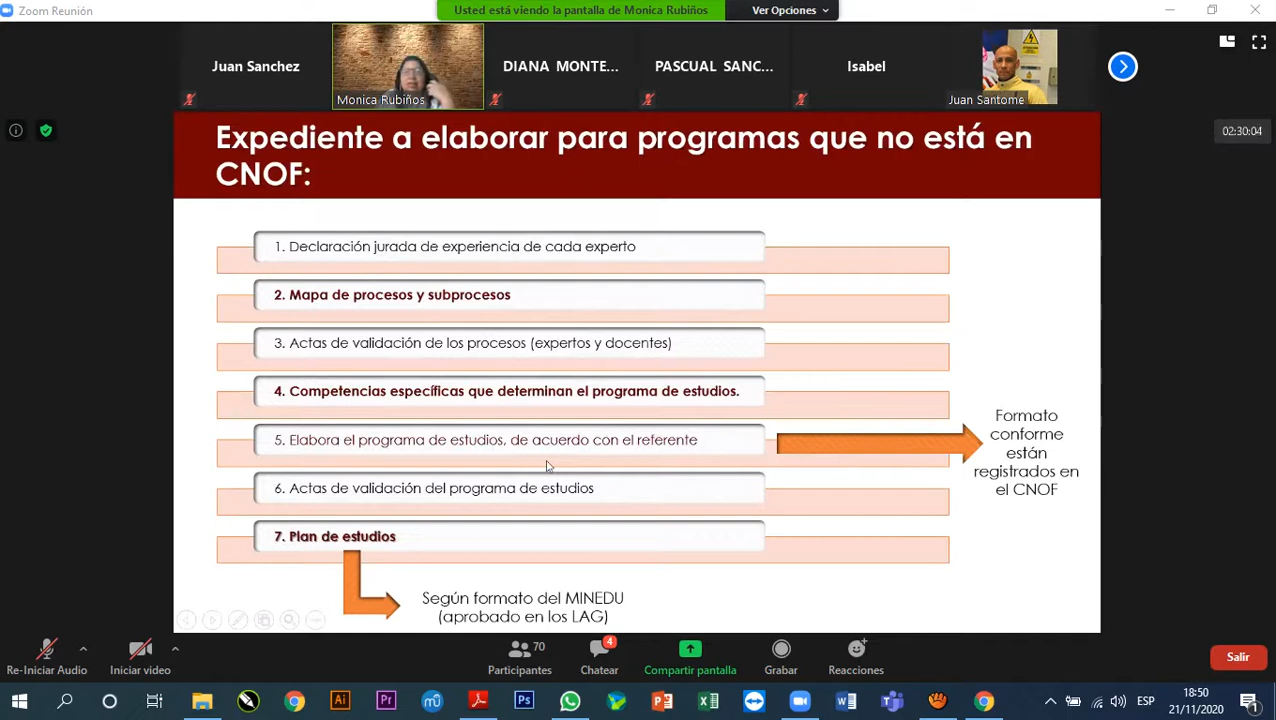 Zoom Reunión
Usted está viendo la pantalla de Monica Rubiños
Ver Opciones
Juan Sanchez
Monica Rubiños
DIANA MONTE...
PASCUAL SANC...
Isabel
Juan Santome
02:30:04
Expediente a elaborar para programas que no está en
CNOF:
1. Declaración jurada de experiencia de cada experto
2. Mapa de procesos y subprocesos
3. Actas de validación de los procesos (expertos y docentes)
4. Competencias específicas que determinan el programa de estudios.
5. Elabora el programa de estudios, de acuerdo con el referente
Formato
conforme
están
registrados en
el CNOF
6. Actas de validación del programa de estudios
7. Plan de estudios
Según formato del MINEDU
(aprobado en los LAG)
Re-Iniciar Audio
Iniciar video
70
Participantes
4
Chatear
Compartir pantalla
Grabar
Reacciones
Salir
Ai
Pr
Ps
ESP
18:50
21/11/2020
1